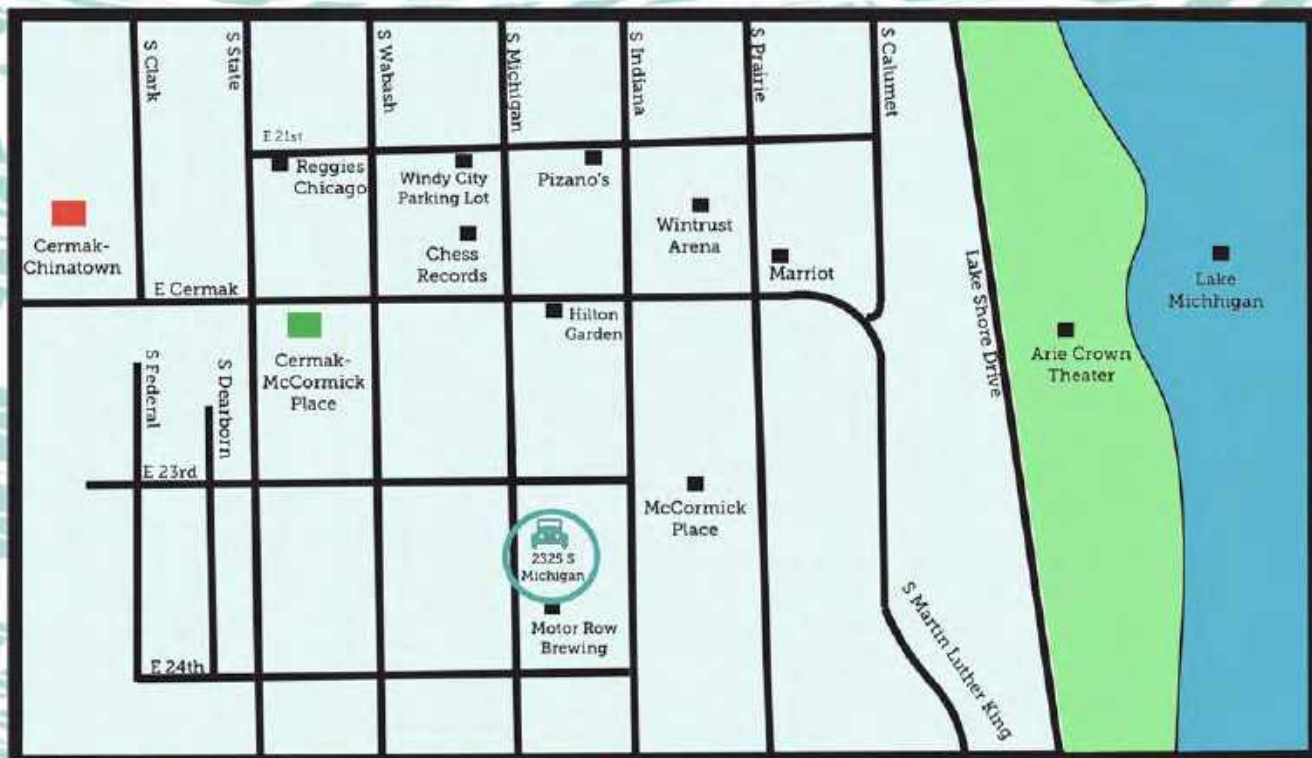 S Clark
S State
S Wabash
S Michigan
S Indiana
S Prairie
S Calumet
E 21st
Reggies
Chicago
Windy City
Parking Lot
Pizano's
Cermak-
Chinatown
Chess
Records
Wintrust
Arena
Marriot
Lake Shore Drive
Lake
Michhigan
E Cermak
Hilton
Garden
Cermak-
McCormick
Place
Arie Crown
Theater
S Federal
S Dearborn
E 23rd
McCormick
Place
2325 S
Michigan
Motor Row
Brewing
S Martin Luther King
E 24th